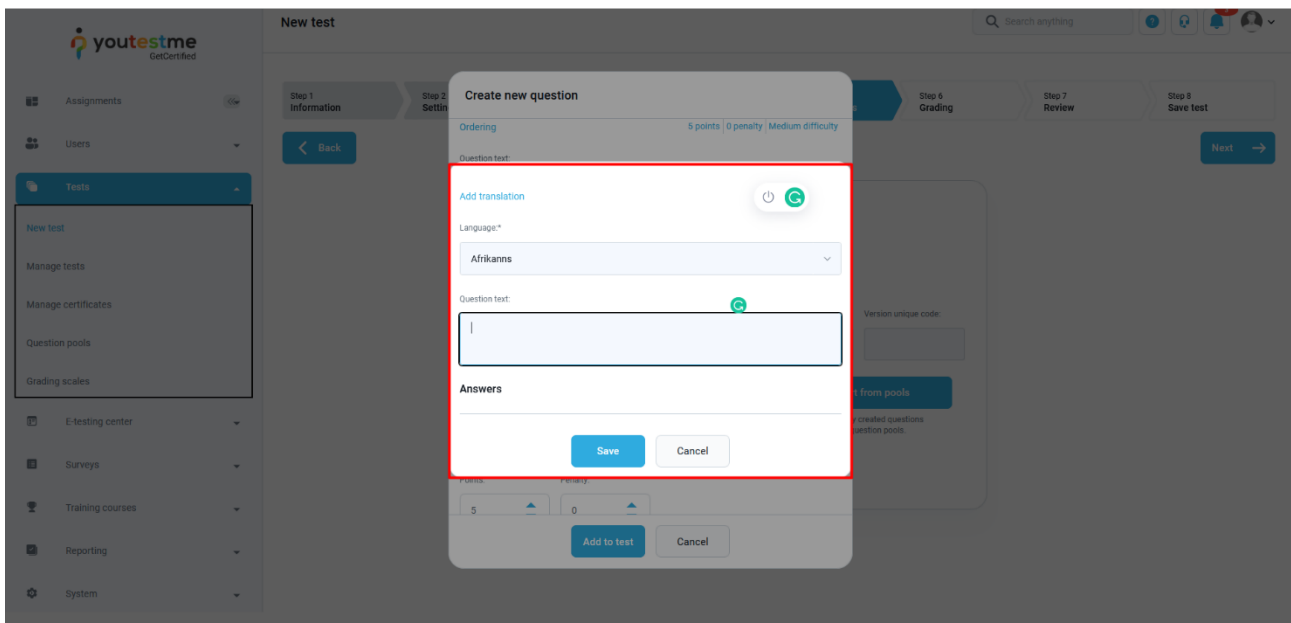 youtestme
GetCertified
New test
Search anything
Assignments
Users
Tests
New test
Manage tests
Manage certificates
Question pools
Grading scales
E-testing center
Surveys
Training courses
Reporting
System
Step 1
Information
Step 2
Settin
Step 6
Grading
Step 7
Review
Step 8
Save test
Back
Next
Create new question
Ordering
5 points | 0 penalty | Medium difficulty
Question text:
Add translation
Language:*
Afrikanns
Question text:
Answers
Save
Cancel
Points:
Penalty:
5
0
Add to test
Cancel
Version unique code:
t from pools
y created questions
uestion pools.